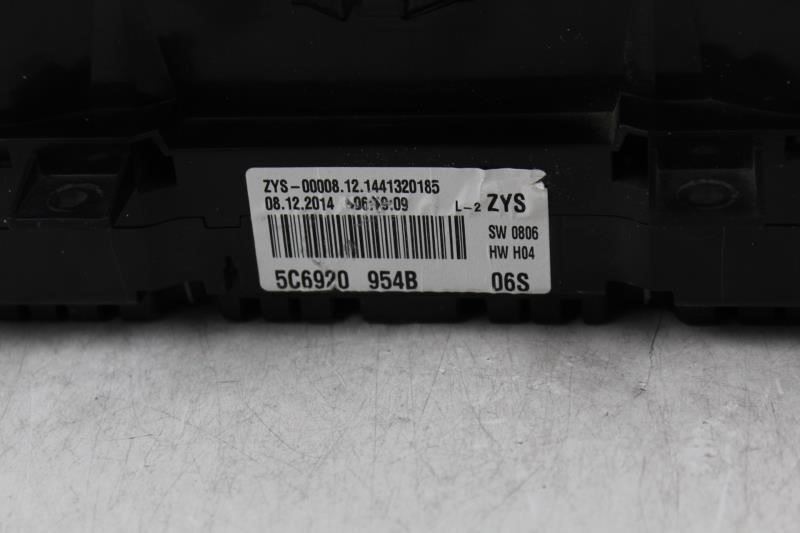 ZYS-00008.12.1441320185
08.12.2014
L-2 ZYS
SW 0806
HW H04
5C6920 954B 06S